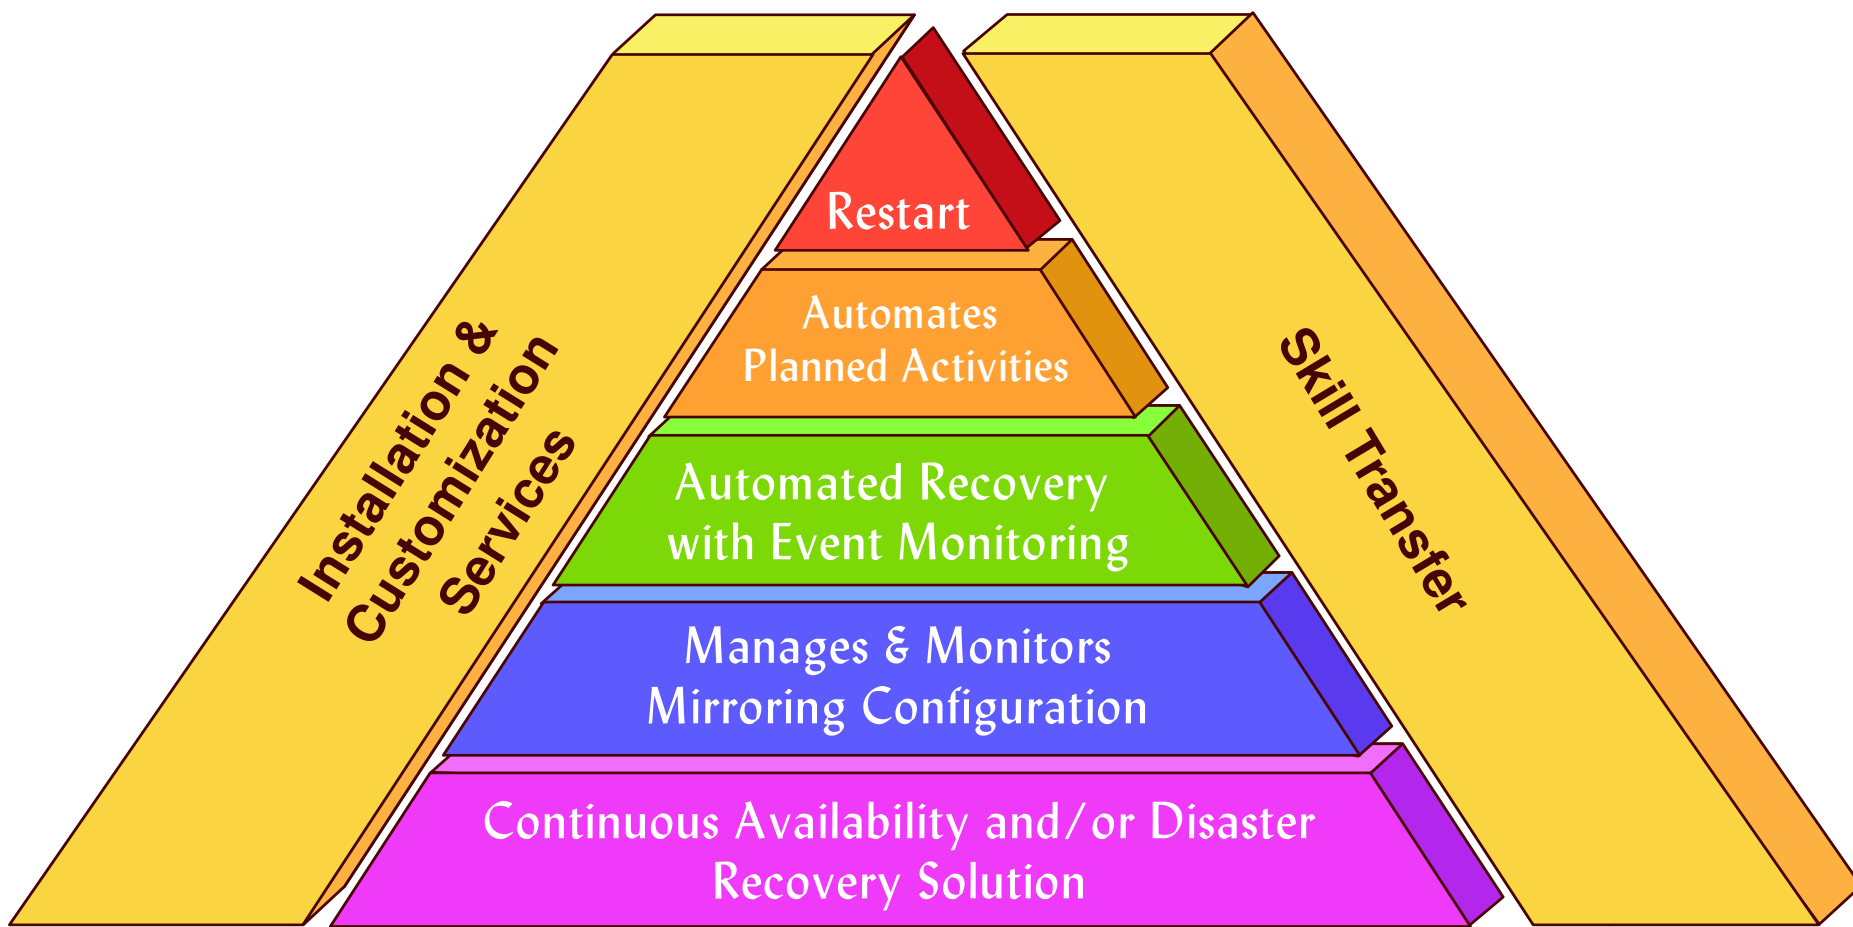 Restart
Automates
Planned Activities
Automated Recovery
with Event Monitoring
Manages & Monitors
Mirroring Configuration
Continuous Availability and/or Disaster
Recovery Solution
Installation &
Customization
Services
Skill Transfer